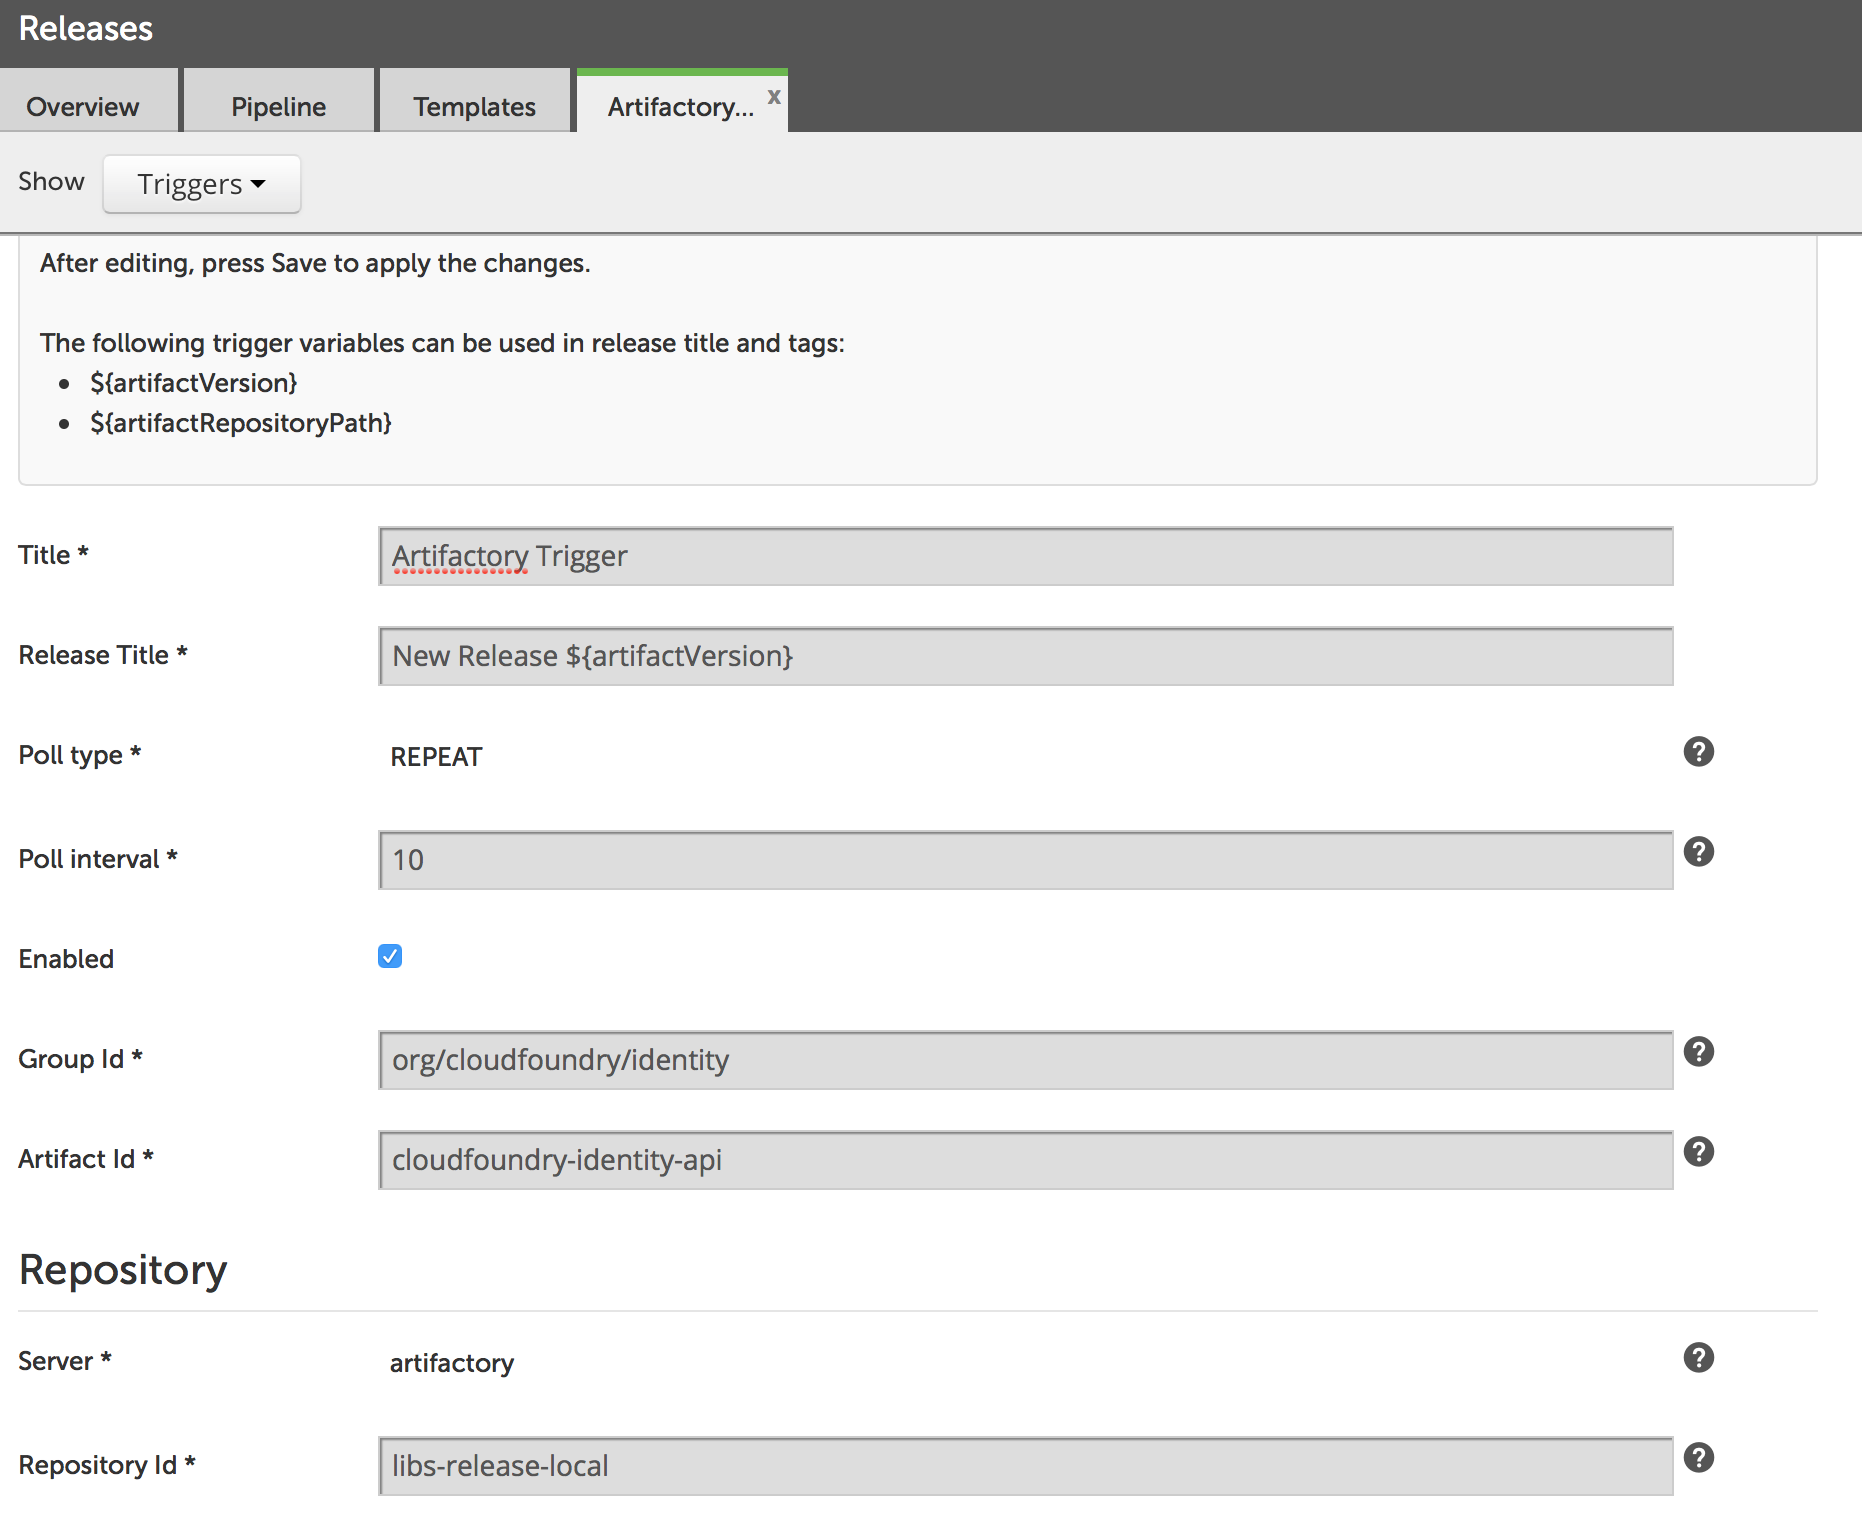 Releases
Overview Pipeline Templates Artifactory... x
Show Triggers
After editing, press Save to apply the changes.
The following trigger variables can be used in release title and tags:
• ${artifactVersion}
• ${artifactRepositoryPath}
Title * Artifactory Trigger
Release Title * New Release ${artifactVersion}
Poll type * REPEAT ?
Poll interval * 10 ?
Enabled
Group Id * org/cloudfoundry/identity ?
Artifact Id * cloudfoundry-identity-api ?
Repository
Server * artifactory ?
Repository Id * libs-release-local ?